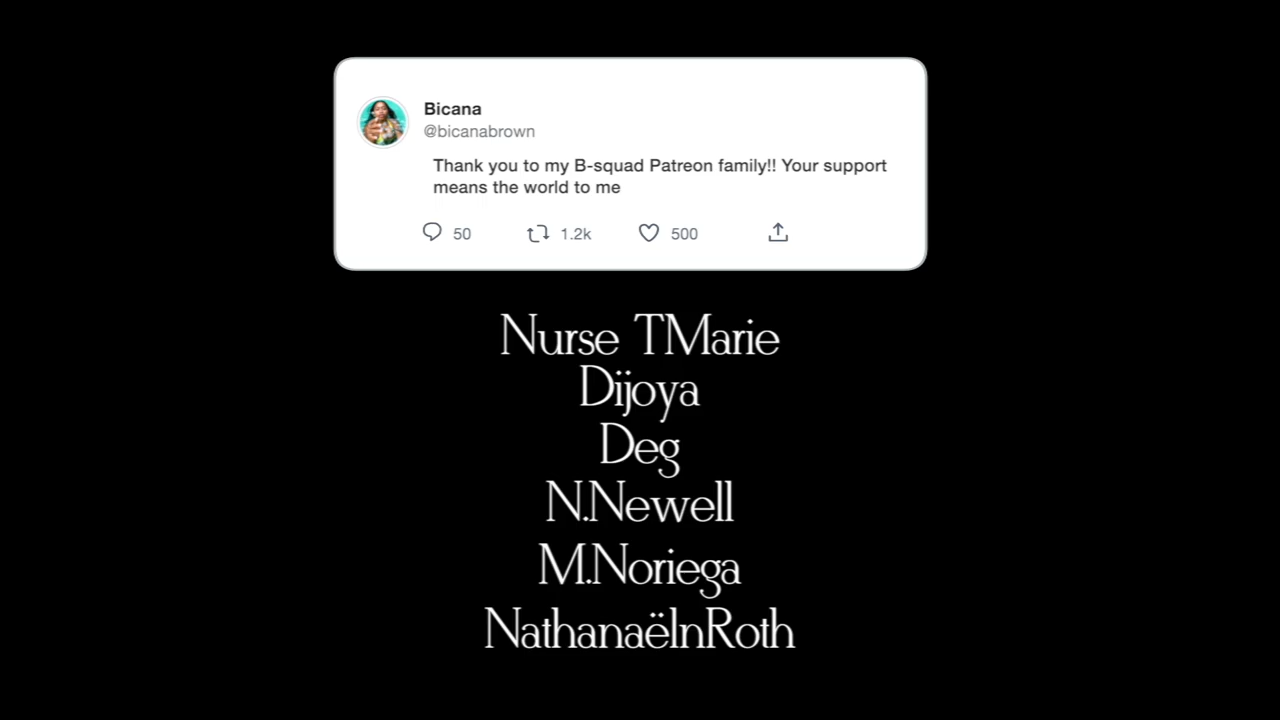 Bicana
@bicanabrown
Thank you to my B-squad Patreon family!! Your support
means the world to me
50 1.2k 500
Nurse TMarie
Dijoya
Deg
N.Newell
M.Noriega
NathanaëlnRoth